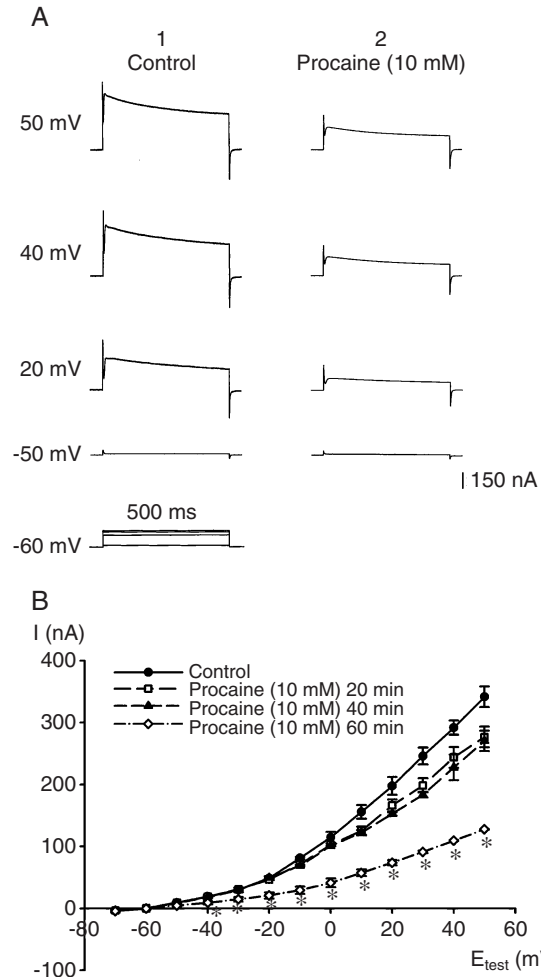 A
1 2
Control Procaine (10 mM)
50 mV
40 mV
20 mV
-50 mV
150 nA
500 ms
-60 mV
B
I (nA)
400
Control
Procaine (10 mM) 20 min
Procaine (10 mM) 40 min
Procaine (10 mM) 60 min
300
200
100
0
-100
-80 -60 -40 -20 0 20 40 60
* * * * * * * * * *
E_test (m